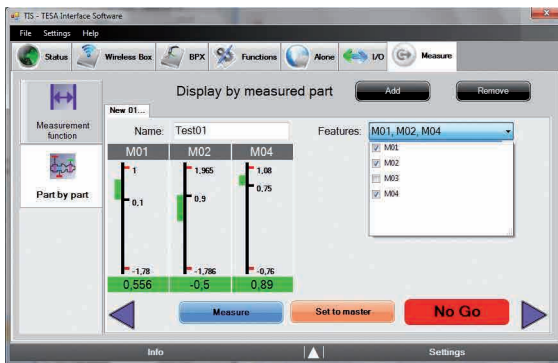 TIS - TESA Interface Software
File Settings Help
Status Wireless Box BPX Functions None I/O Measure
Display by measured part Add Remove
New 01...
Measurement function
Part by part
Name: Test01 Features: M01, M02, M04
M01 M02 M04
M01
M02
M03
M04
1 1,965 1,08
0,1 0,9 0,75
-1,78 -1,786 -0,76
0,556 -0,5 0,89
Measure Set to master No Go
Info Settings